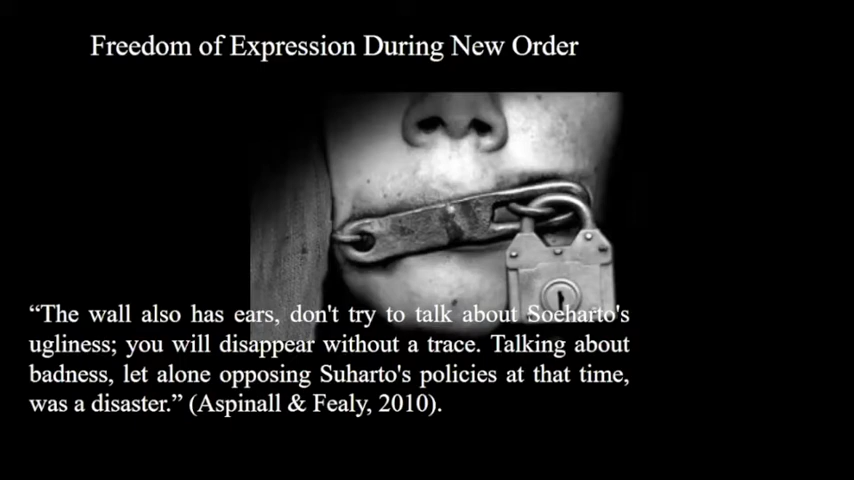 Freedom of Expression During New Order
“The wall also has ears, don't try to talk about Soeharto's
ugliness; you will disappear without a trace. Talking about
badness, let alone opposing Suharto's policies at that time,
was a disaster.” (Aspinall & Fealy, 2010).